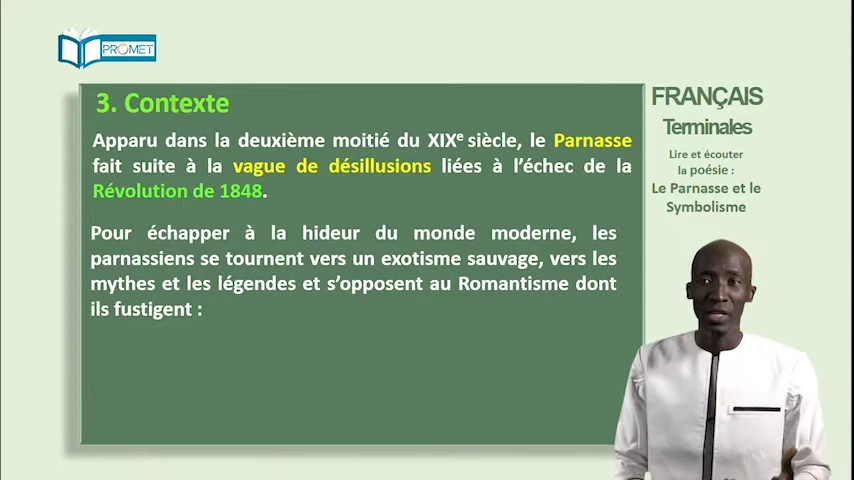 PROMET
3. Contexte
Apparu dans la deuxième moitié du XIXe siècle, le Parnasse
fait suite à la vague de désillusions liées à l’échec de la
Révolution de 1848.
Pour échapper à la hideur du monde moderne, les
parnassiens se tournent vers un exotisme sauvage, vers les
mythes et les légendes et s’opposent au Romantisme dont
ils fustigent :
FRANÇAIS
Terminales
Lire et écouter
la poésie :
Le Parnasse et le
Symbolisme